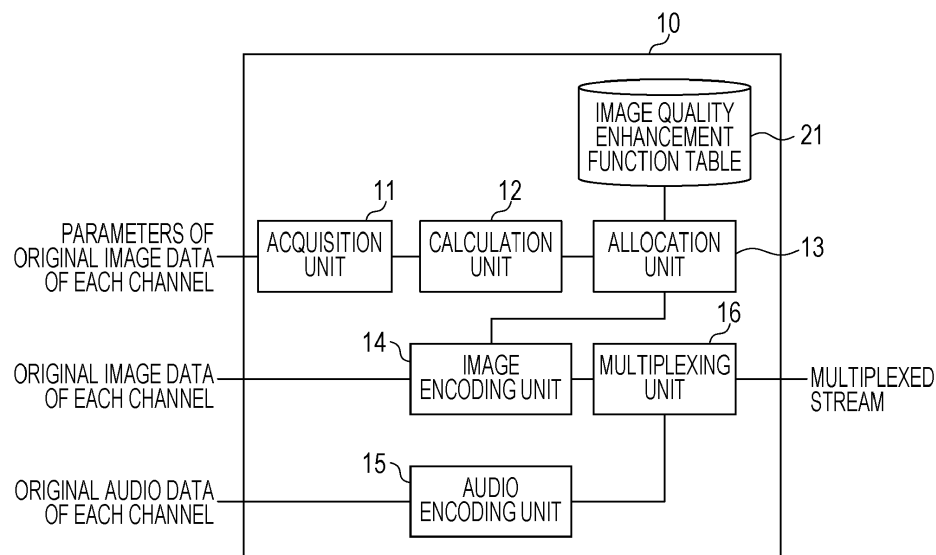 10
IMAGE QUALITY
ENHANCEMENT
FUNCTION TABLE
21
11
12
PARAMETERS OF
ORIGINAL IMAGE DATA
OF EACH CHANNEL
ACQUISITION
UNIT
CALCULATION
UNIT
ALLOCATION
UNIT
13
14
16
ORIGINAL IMAGE DATA
OF EACH CHANNEL
IMAGE
ENCODING UNIT
MULTIPLEXING
UNIT
MULTIPLEXED
STREAM
15
ORIGINAL AUDIO DATA
OF EACH CHANNEL
AUDIO
ENCODING UNIT